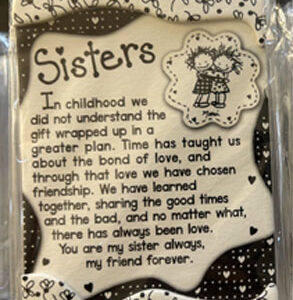 Sisters
In childhood we
did not understand the
gift wrapped up in a
greater plan. Time has taught us
about the bond of love, and
through that love we have chosen
friendship. We have learned
together, sharing the good times
and the bad, and no matter what,
there has always been love.
You are my sister always,
my friend forever.